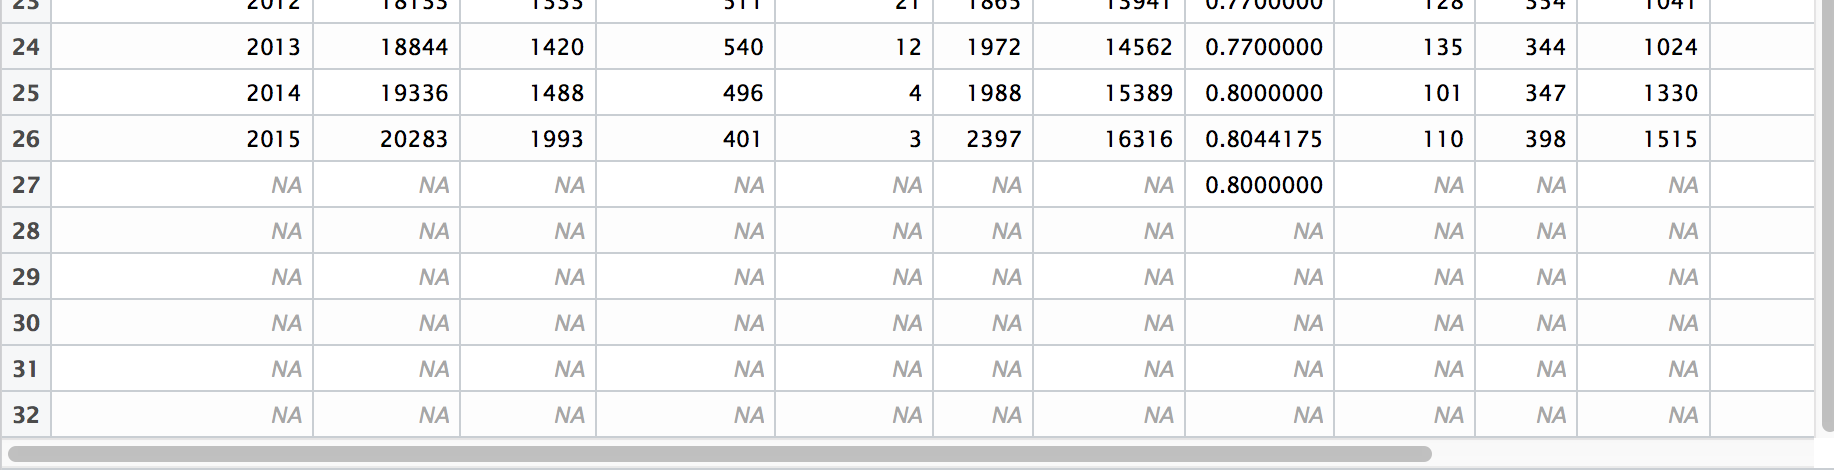 23 2012 18133 1333 511 21 1865 13941 0.7700000 128 354 1041
24 2013 18844 1420 540 12 1972 14562 0.7700000 135 344 1024
25 2014 19336 1488 496 4 1988 15389 0.8000000 101 347 1330
26 2015 20283 1993 401 3 2397 16316 0.8044175 110 398 1515
27 NA NA NA NA NA NA NA 0.8000000 NA NA NA
28 NA NA NA NA NA NA NA NA NA NA NA
29 NA NA NA NA NA NA NA NA NA NA NA
30 NA NA NA NA NA NA NA NA NA NA NA
31 NA NA NA NA NA NA NA NA NA NA NA
32 NA NA NA NA NA NA NA NA NA NA NA